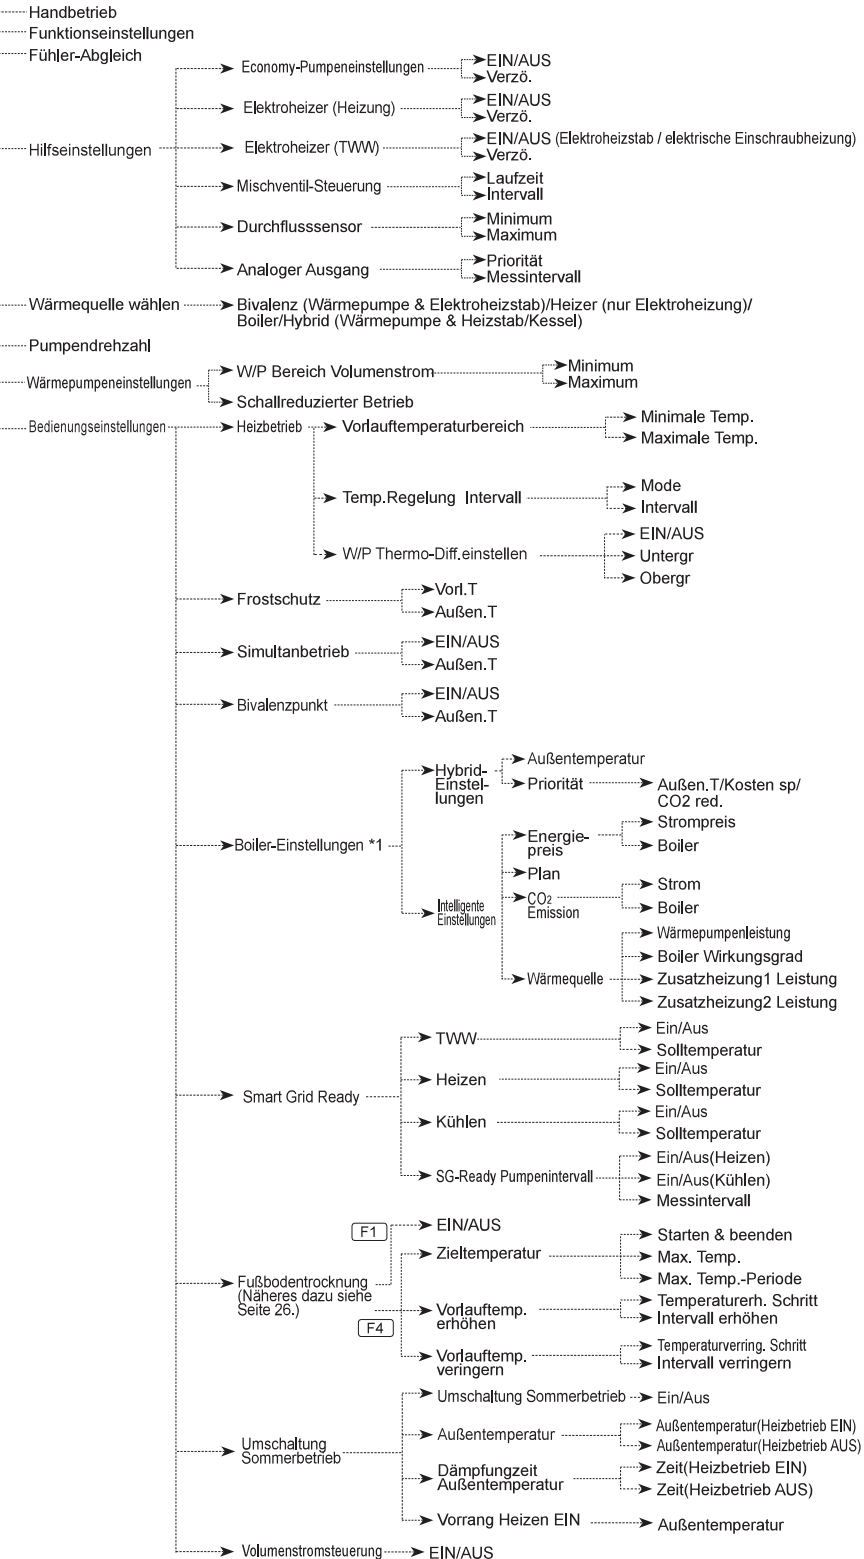 Handbetrieb
Funktionseinstellungen
Fühler-Abgleich
Hilfseinstellungen
Economy-Pumpeneinstellungen
EIN/AUS
Verzö.
Elektroheizer (Heizung)
EIN/AUS
Verzö.
Elektroheizer (TWW)
EIN/AUS (Elektroheizstab / elektrische Einschraubheizung)
Verzö.
Mischventil-Steuerung
Laufzeit
Intervall
Durchflusssensor
Minimum
Maximum
Analoger Ausgang
Priorität
Messintervall
Wärmequelle wählen
Bivalenz (Wärmepumpe & Elektroheizstab)/Heizer (nur Elektroheizung)/
Boiler/Hybrid (Wärmepumpe & Heizstab/Kessel)
Pumpendrehzahl
Wärmepumpeneinstellungen
W/P Bereich Volumenstrom
Minimum
Maximum
Schallreduzierter Betrieb
Bedienungseinstellungen
Heizbetrieb
Vorlauftemperaturbereich
Minimale Temp.
Maximale Temp.
Temp.Regelung Intervall
Mode
Intervall
W/P Thermo-Diff.einstellen
EIN/AUS
Untergr
Obergr
Frostschutz
Vorl.T
Außen.T
Simultanbetrieb
EIN/AUS
Außen.T
Bivalenzpunkt
EIN/AUS
Außen.T
Boiler-Einstellungen *1
Hybrid-
Einstel-
lungen
Außentemperatur
Priorität
Außen.T/Kosten sp/
CO2 red.
Intelligente
Einstellungen
Energie-
preis
Strompreis
Boiler
Plan
CO2
Emission
Strom
Boiler
Wärmequelle
Wärmepumpenleistung
Boiler Wirkungsgrad
Zusatzheizung1 Leistung
Zusatzheizung2 Leistung
Smart Grid Ready
TWW
Ein/Aus
Solltemperatur
Heizen
Ein/Aus
Solltemperatur
Kühlen
Ein/Aus
Solltemperatur
SG-Ready Pumpenintervall
Ein/Aus(Heizen)
Ein/Aus(Kühlen)
Messintervall
Fußbodentrocknung
(Näheres dazu siehe
Seite 26.)
F1
EIN/AUS
F4
Zieltemperatur
Starten & beenden
Max. Temp.
Max. Temp.-Periode
Vorlauftemp.
erhöhen
Temperaturerh. Schritt
Intervall erhöhen
Vorlauftemp.
veringern
Temperaturverring. Schritt
Intervall verringern
Umschaltung
Sommerbetrieb
Umschaltung Sommerbetrieb
Ein/Aus
Außentemperatur
Außentemperatur(Heizbetrieb EIN)
Außentemperatur(Heizbetrieb AUS)
Dämpfungzeit
Außentemperatur
Zeit(Heizbetrieb EIN)
Zeit(Heizbetrieb AUS)
Vorrang Heizen EIN
Außentemperatur
Volumenstromsteuerung
EIN/AUS